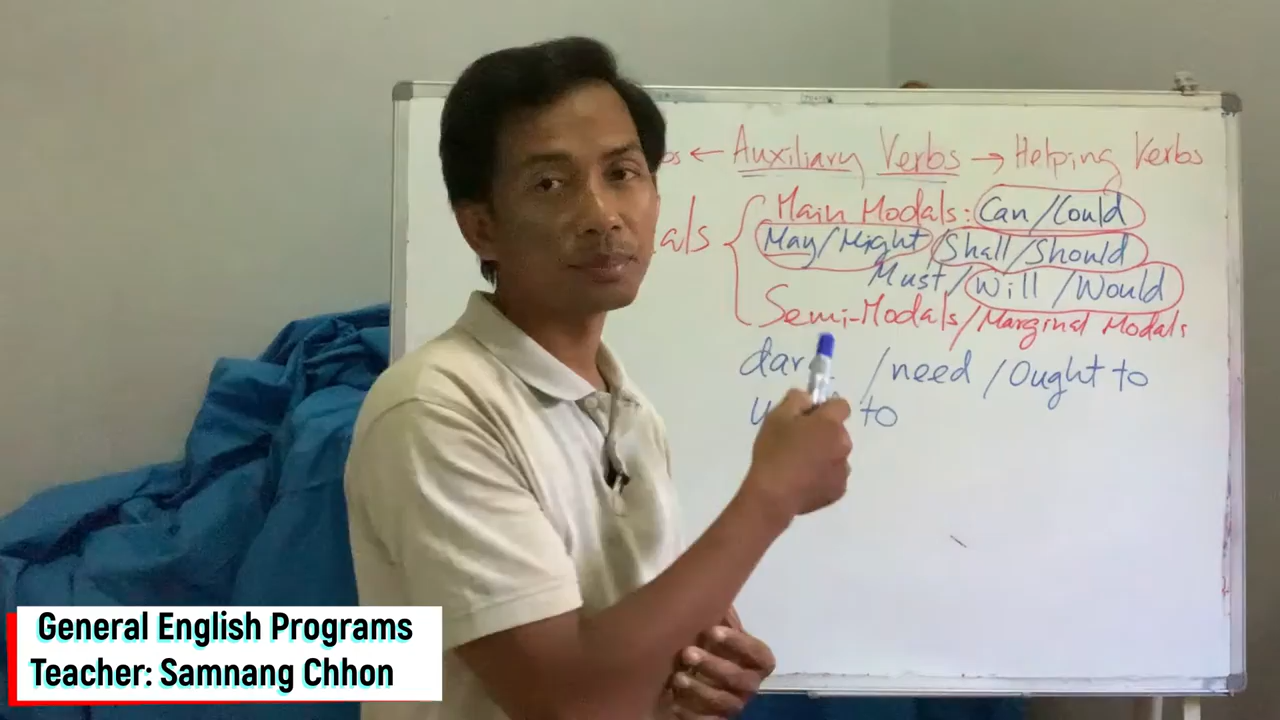 ← Auxiliary Verbs → Helping Verbs
Main Modals: Can/Could
May/Might Shall/Should
Must/Will/Would
Semi-Modals/Marginal Modals
/need/Ought to
to
General English Programs
Teacher: Samnang Chhon